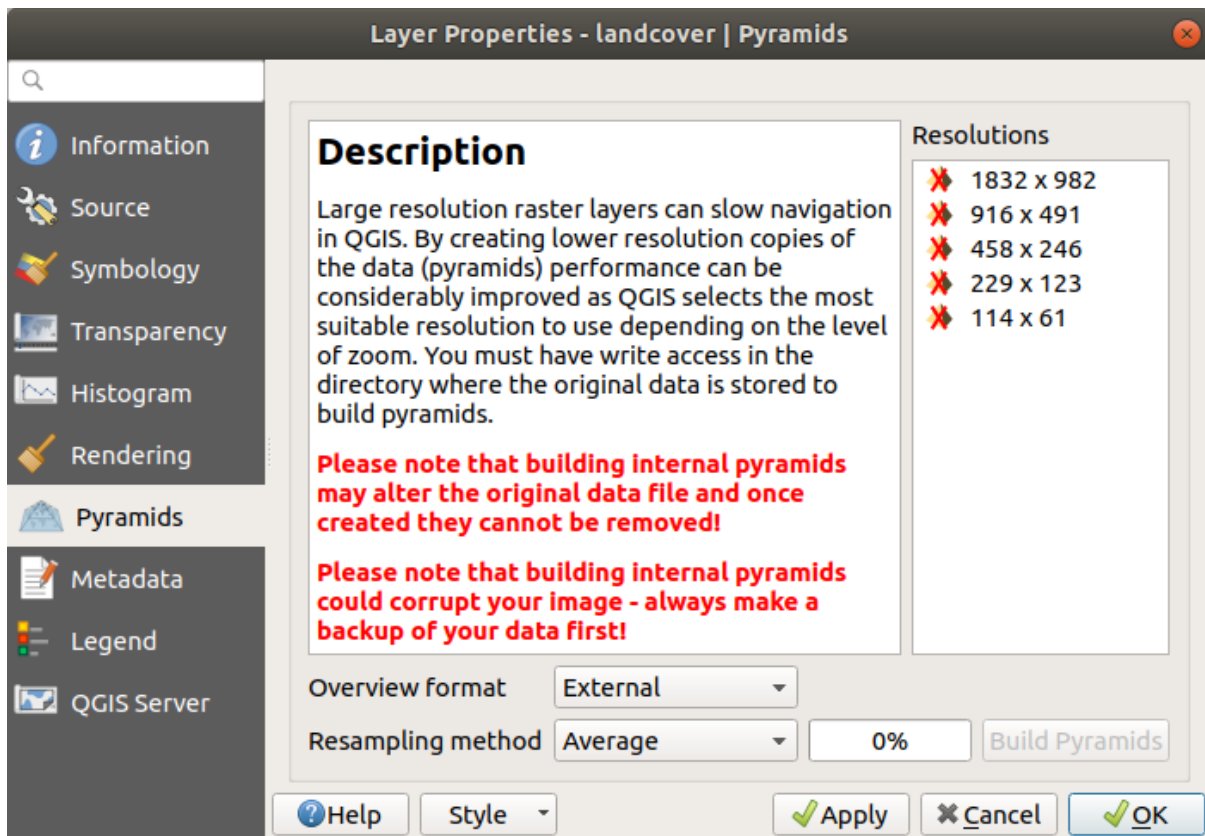 Layer Properties - landcover | Pyramids
Information
Source
Symbology
Transparency
Histogram
Rendering
Pyramids
Metadata
Legend
QGIS Server
Description
Large resolution raster layers can slow navigation
in QGIS. By creating lower resolution copies of
the data (pyramids) performance can be
considerably improved as QGIS selects the most
suitable resolution to use depending on the level
of zoom. You must have write access in the
directory where the original data is stored to
build pyramids.
Please note that building internal pyramids
may alter the original data file and once
created they cannot be removed!
Please note that building internal pyramids
could corrupt your image - always make a
backup of your data first!
Resolutions
1832 x 982
916 x 491
458 x 246
229 x 123
114 x 61
Overview format External
Resampling method Average 0% Build Pyramids
Help Style Apply Cancel OK